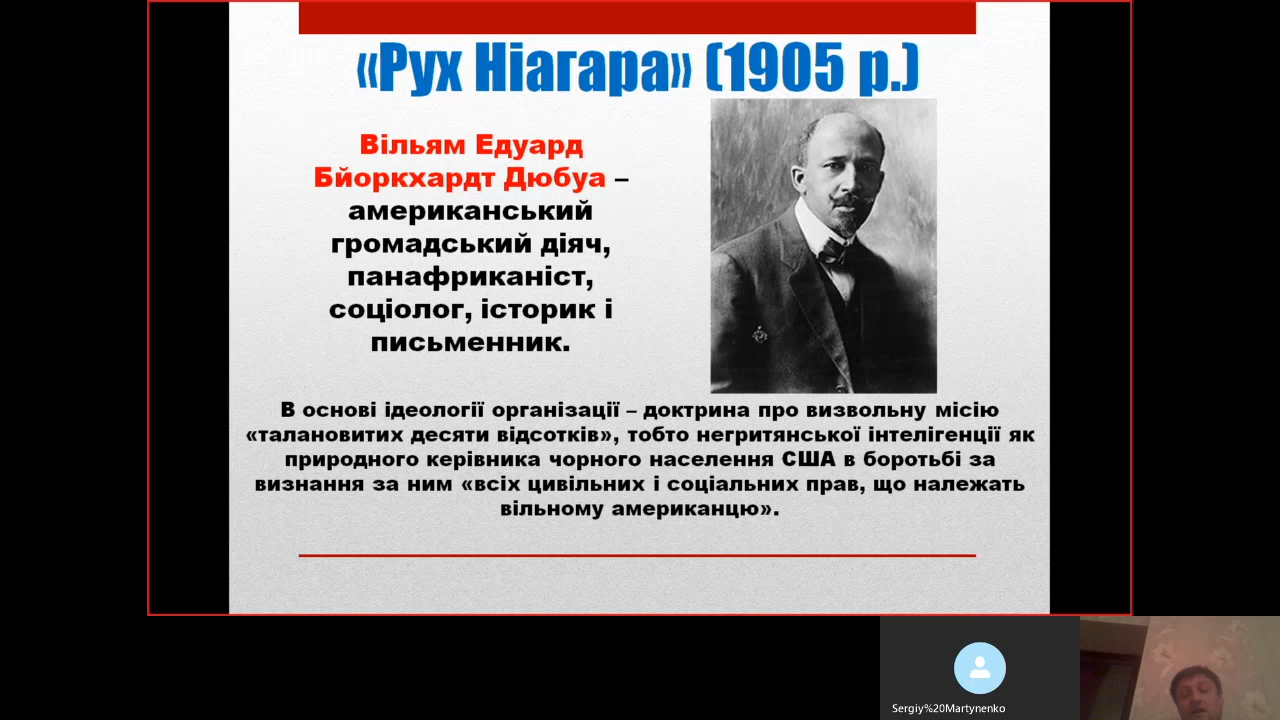 «Рух Ніагара» (1905 р.)
Вільям Едуард
Бйоркхардт Дюбуа –
американський
громадський діяч,
панафриканіст,
соціолог, історик і
письменник.
В основі ідеології організації – доктрина про визвольну місію
«талановитих десяти відсотків», тобто негритянської інтелігенції як
природного керівника чорного населення США в боротьбі за
визнання за ним «всіх цивільних і соціальних прав, що належать
вільному американцю».
Sergiy%20Martynenko